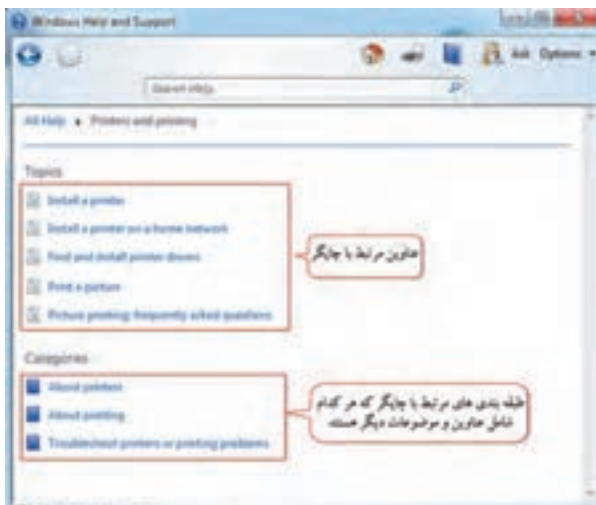 Windows Help and Support
Ask Options
Search Help
All Help ▸ Printers and printing
Topics
Install a printer
Install a printer on a home network
Find and install printer drivers
Print a picture
Picture printing: frequently asked questions
عناوین مرتبط با چاپگر
Categories
About printers
About printing
Troubleshoot printers or printing problems
طبقه بندی های مرتبط با چاپگر که هر کدام
شامل عناوین و موضوعات دیگر هستند